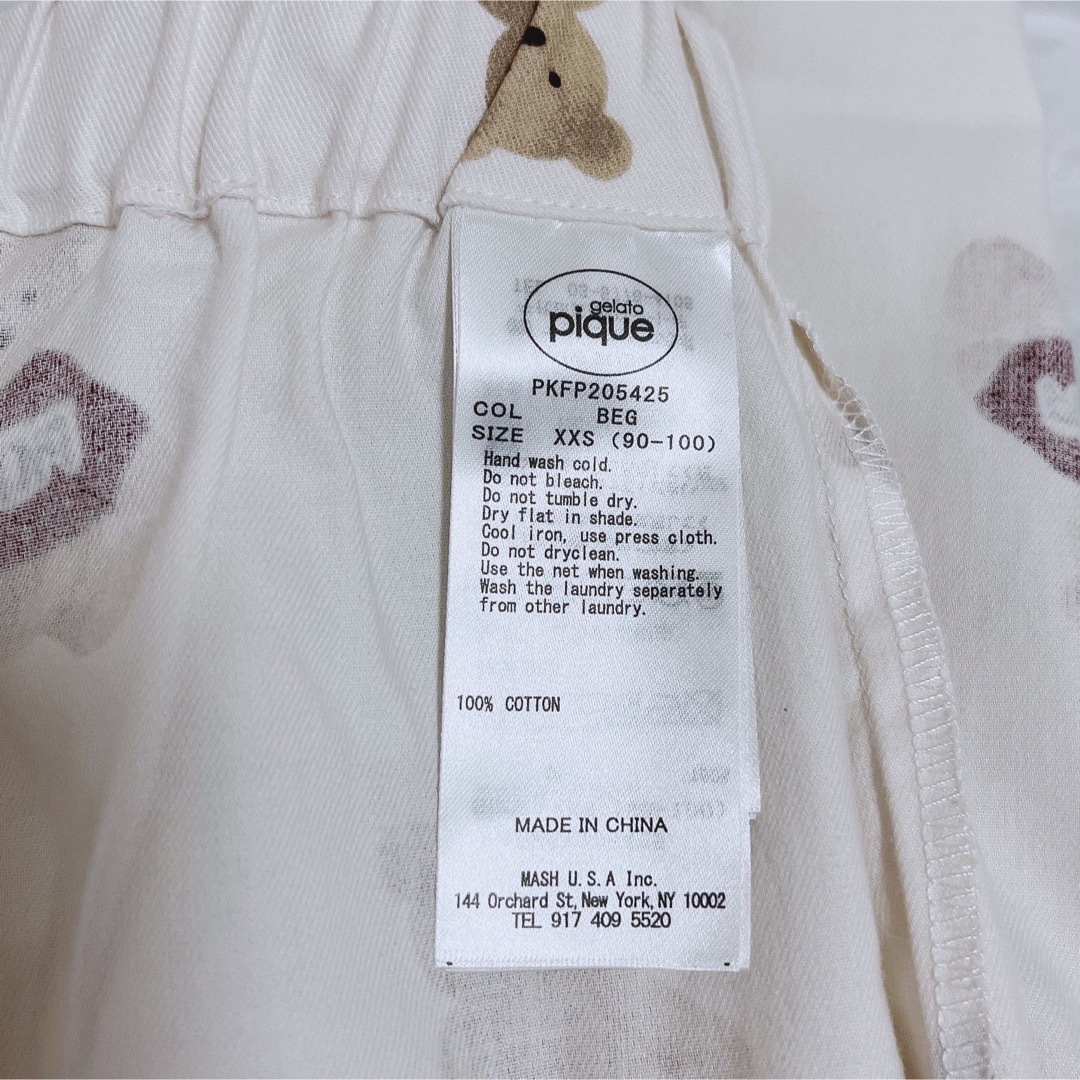 gelato
pique
PKFP205425
COL BEG
SIZE XXS (90-100)
Hand wash cold.
Do not bleach.
Do not tumble dry.
Dry flat in shade.
Cool iron, use press cloth.
Do not dryclean.
Use the net when washing.
Wash the laundry separately
from other laundry.
100% COTTON
MADE IN CHINA
MASH U.S.A Inc.
144 Orchard St, New York, NY 10002
TEL 917 409 5520